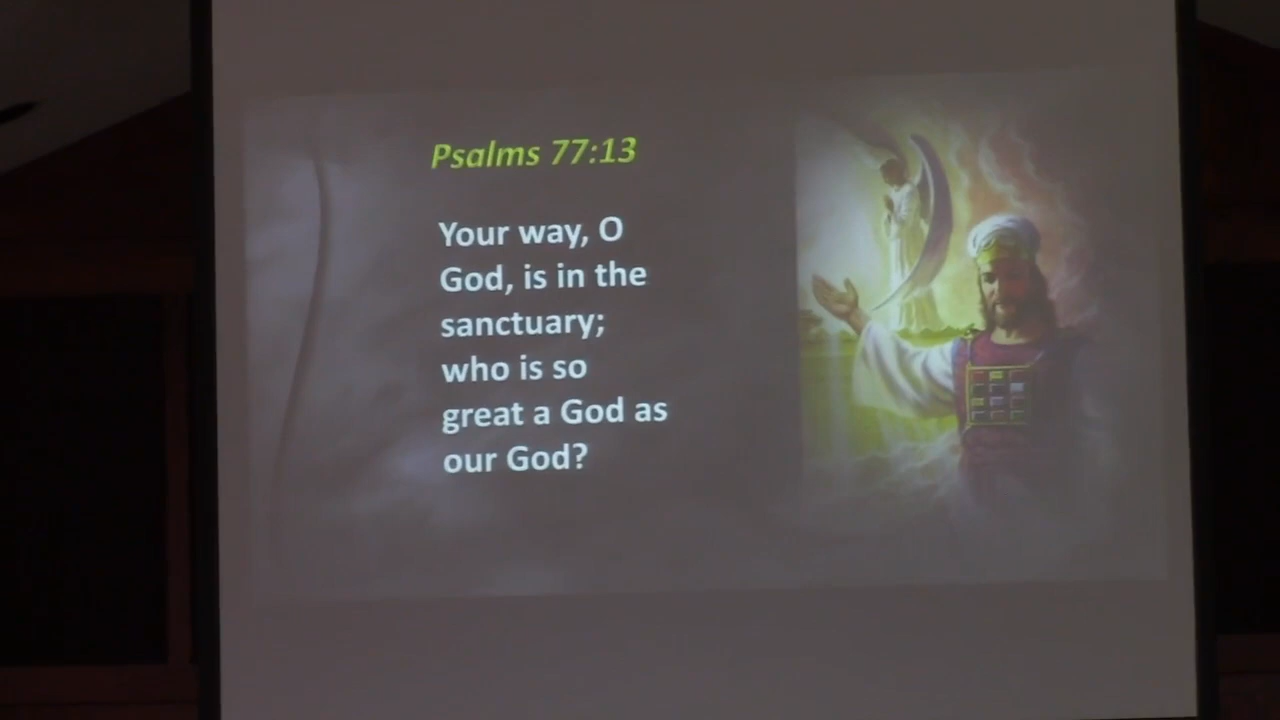 Psalms 77:13
Your way, O
God, is in the
sanctuary;
who is so
great a God as
our God?